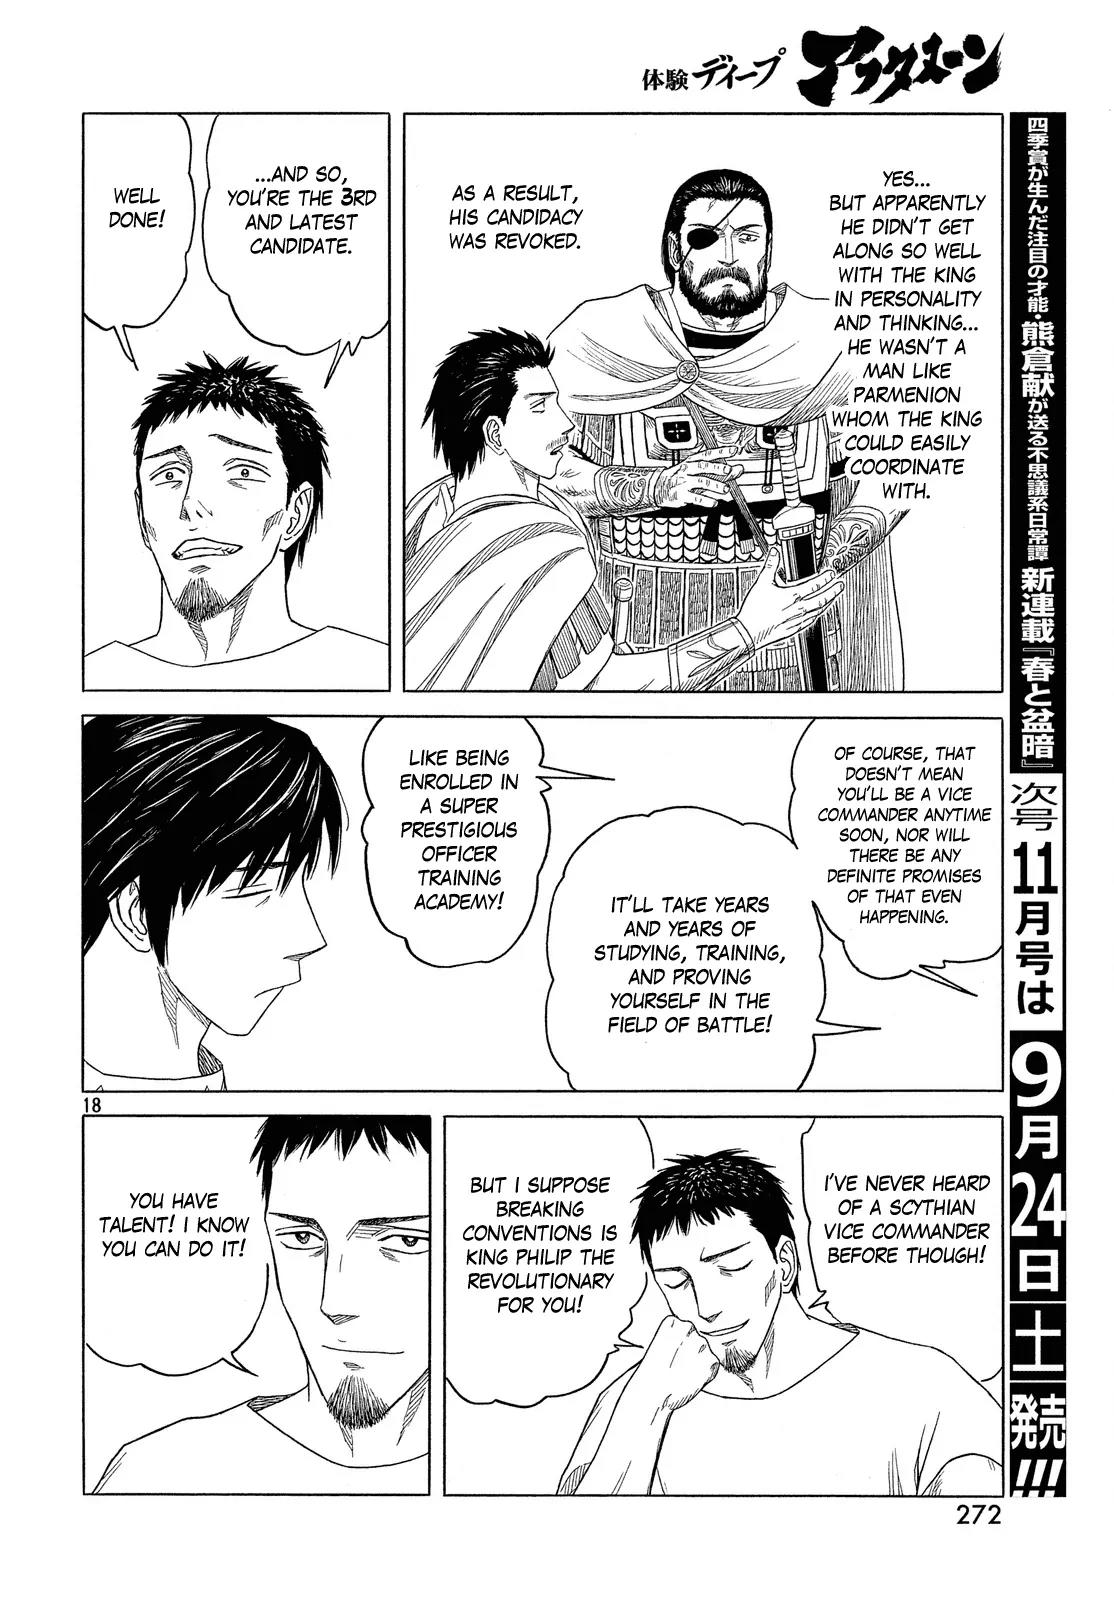 体験ディープ アフタヌーン
YES...
BUT APPARENTLY
HE DIDN'T GET
ALONG SO WELL
WITH THE KING
IN PERSONALITY
AND THINKING...
HE WASN'T A
MAN LIKE
PARMENION
WHOM THE KING
COULD EASILY
COORDINATE
WITH.
AS A RESULT,
HIS CANDIDACY
WAS REVOKED.
...AND SO,
YOU'RE THE 3RD
AND LATEST
CANDIDATE.
WELL
DONE!
OF COURSE, THAT
DOESN'T MEAN
YOU'LL BE A VICE
COMMANDER ANYTIME
SOON, NOR WILL
THERE BE ANY
DEFINITE PROMISES
OF THAT EVEN
HAPPENING.
IT'LL TAKE YEARS
AND YEARS OF
STUDYING, TRAINING,
AND PROVING
YOURSELF IN THE
FIELD OF BATTLE!
LIKE BEING
ENROLLED IN
A SUPER
PRESTIGIOUS
OFFICER
TRAINING
ACADEMY!
18
I'VE NEVER HEARD
OF A SCYTHIAN
VICE COMMANDER
BEFORE THOUGH!
BUT I SUPPOSE
BREAKING
CONVENTIONS IS
KING PHILIP THE
REVOLUTIONARY
FOR YOU!
YOU HAVE
TALENT! I KNOW
YOU CAN DO IT!
四季賞が生んだ注目の才能・熊倉献が送る不思議系日常譚 新連載『春と盆暗』 次号11月号は9月24日土発売!!!
272